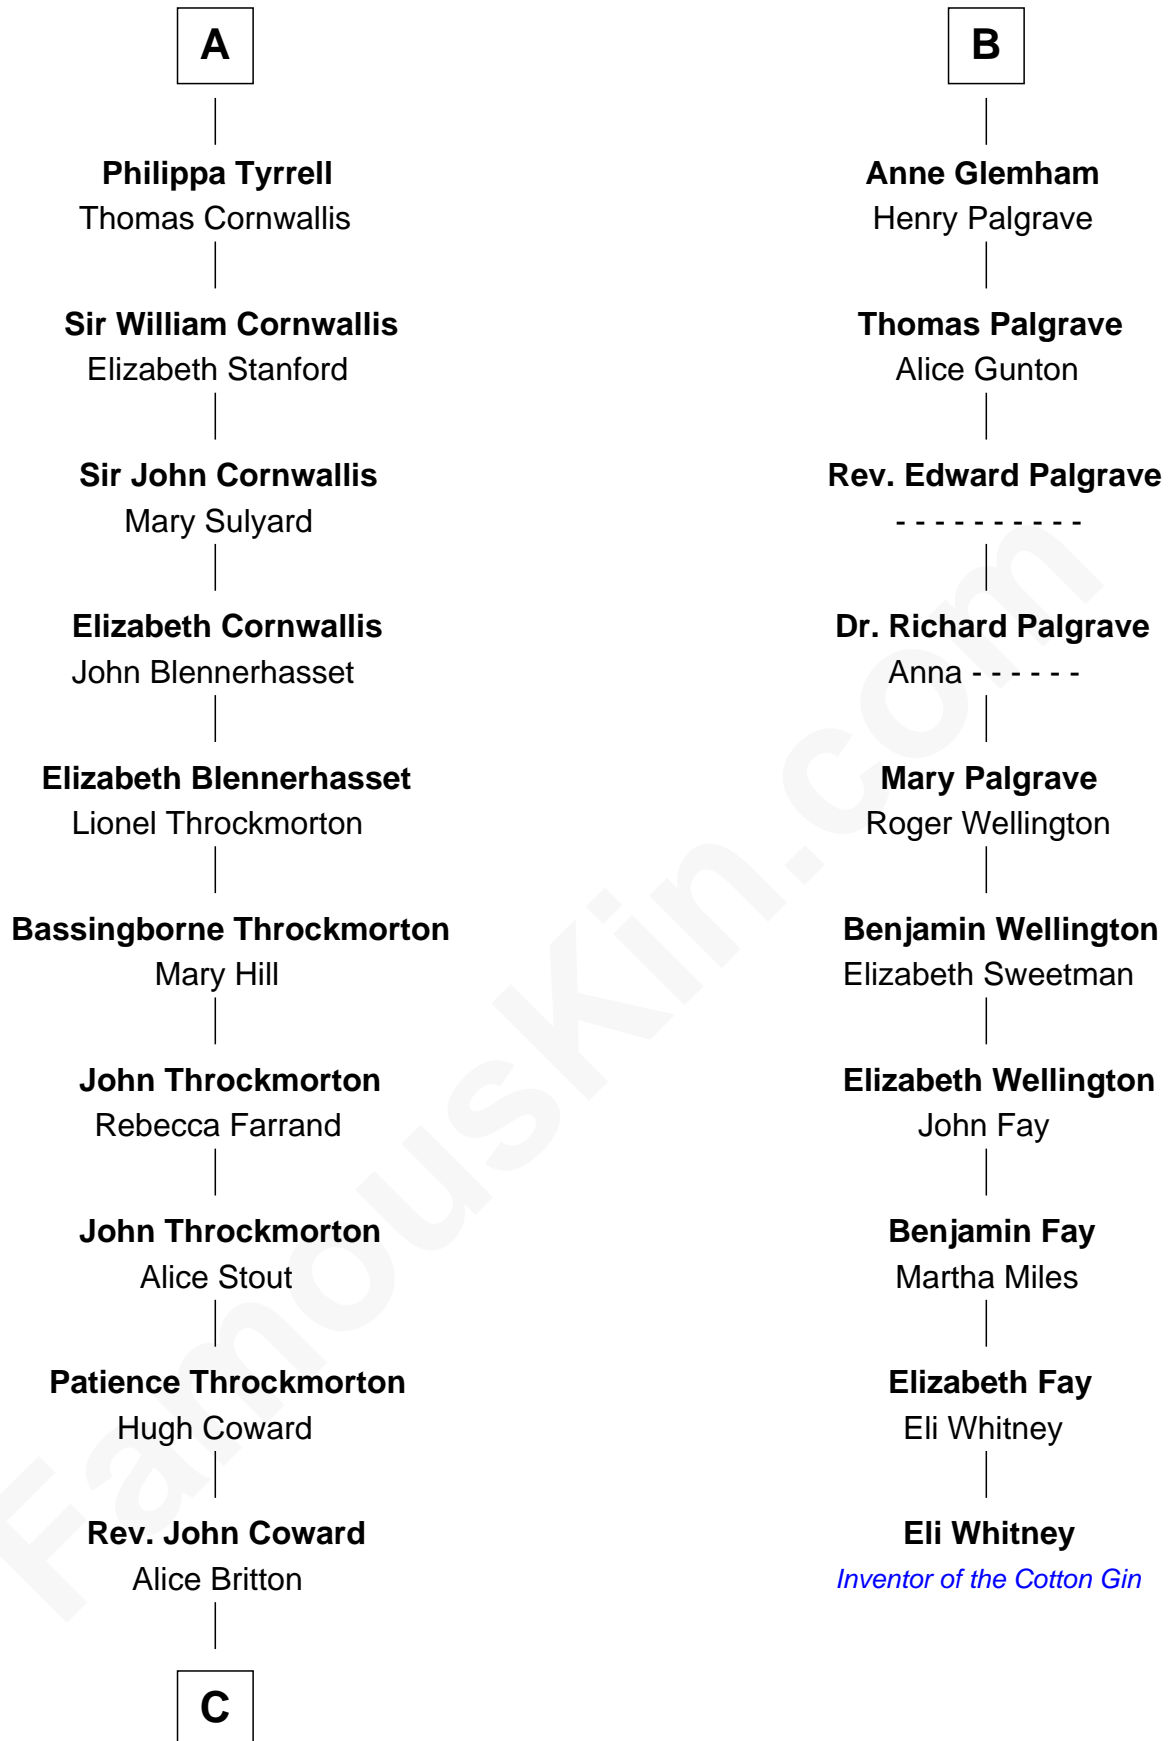 A
Philippa Tyrrell
Thomas Cornwallis
Sir William Cornwallis
Elizabeth Stanford
Sir John Cornwallis
Mary Sulyard
Elizabeth Cornwallis
John Blennerhasset
Elizabeth Blennerhasset
Lionel Throckmorton
Bassingborne Throckmorton
Mary Hill
John Throckmorton
Rebecca Farrand
John Throckmorton
Alice Stout
Patience Throckmorton
Hugh Coward
Rev. John Coward
Alice Britton
C
B
Anne Glemham
Henry Palgrave
Thomas Palgrave
Alice Gunton
Rev. Edward Palgrave
- - - - - - - - - -
Dr. Richard Palgrave
Anna - - - - - -
Mary Palgrave
Roger Wellington
Benjamin Wellington
Elizabeth Sweetman
Elizabeth Wellington
John Fay
Benjamin Fay
Martha Miles
Elizabeth Fay
Eli Whitney
Eli Whitney
Inventor of the Cotton Gin
FamousKin.com